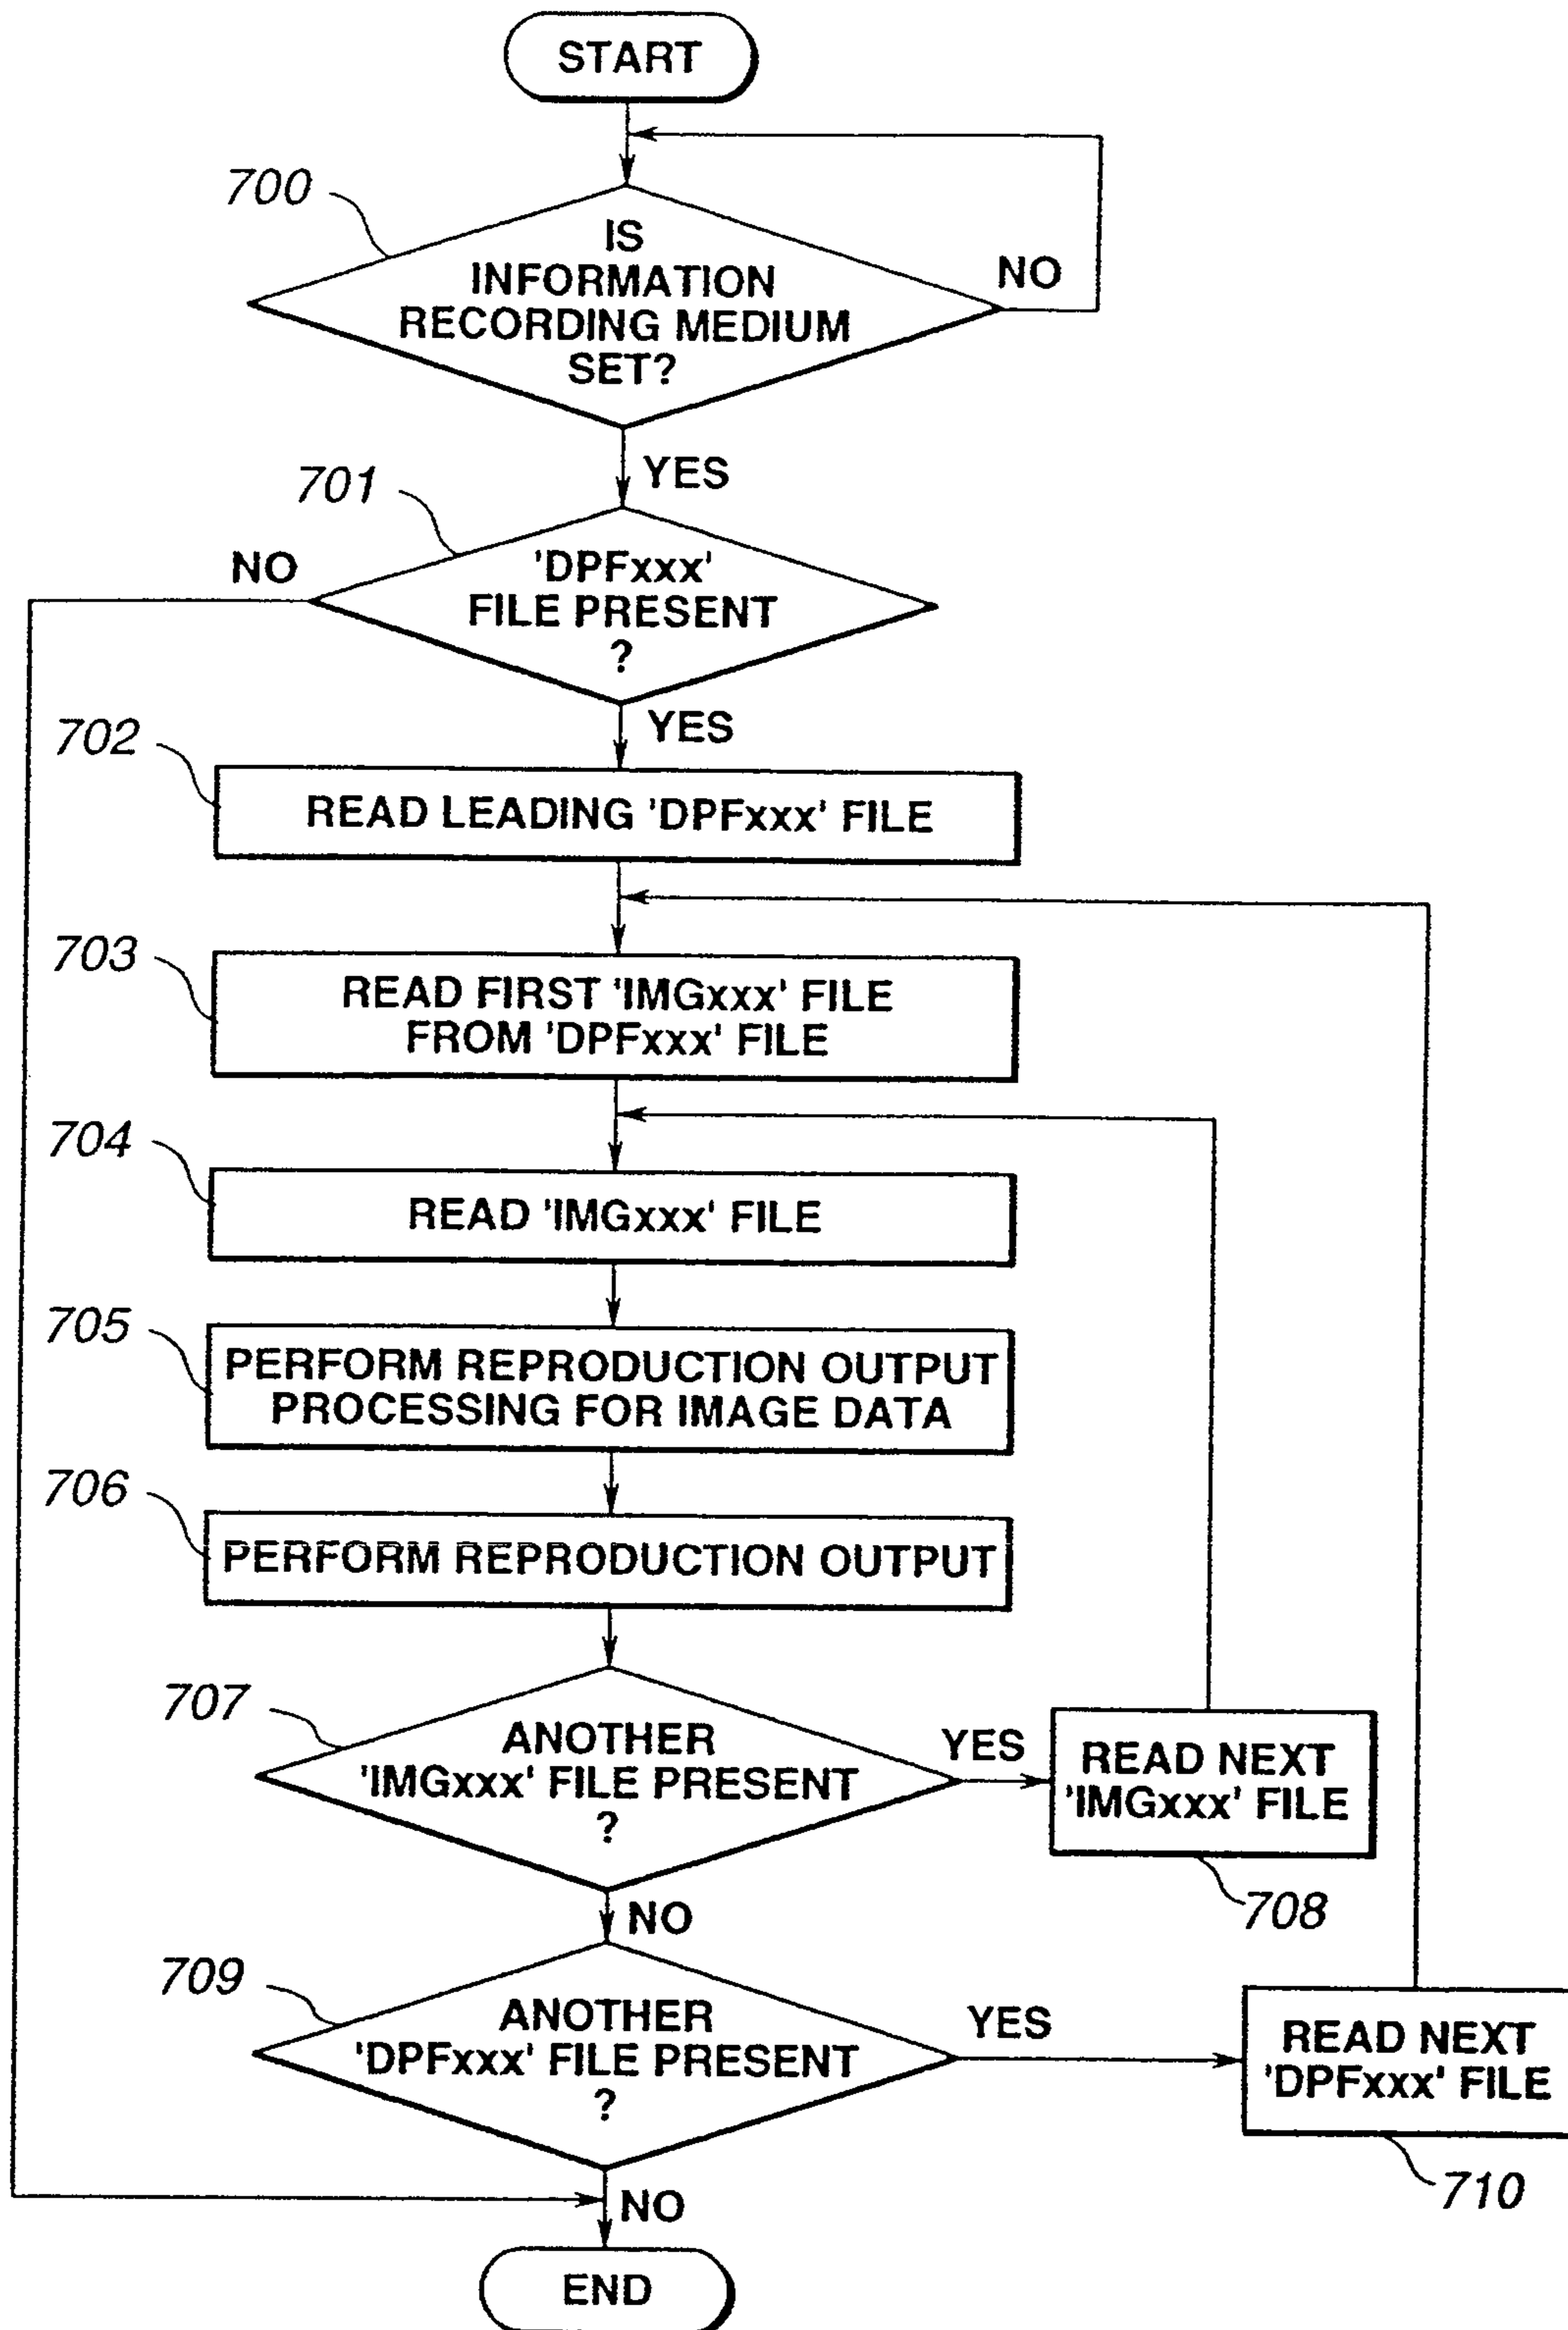 START
700
IS
INFORMATION
RECORDING MEDIUM
SET?
NO
YES
701
NO
'DPFxxx'
FILE PRESENT
?
YES
702
READ LEADING 'DPFxxx' FILE
703
READ FIRST 'IMGxxx' FILE
FROM 'DPFxxx' FILE
704
READ 'IMGxxx' FILE
705
PERFORM REPRODUCTION OUTPUT
PROCESSING FOR IMAGE DATA
706
PERFORM REPRODUCTION OUTPUT
707
ANOTHER
'IMGxxx' FILE PRESENT
?
YES
READ NEXT
'IMGxxx' FILE
708
NO
709
ANOTHER
'DPFxxx' FILE PRESENT
?
YES
READ NEXT
'DPFxxx' FILE
710
NO
END